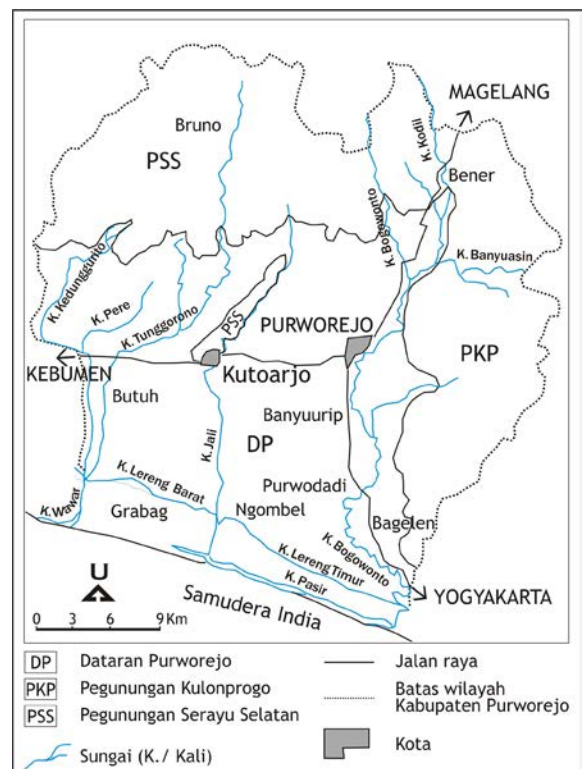 MAGELANG
Bruno
PSS
K. Kodil
Bener
K. Bogowonto
K. Kedunggurito
K. Banyuasin
K. Pere
K. Tunggorono
PSS
PURWOREJO
PKP
KEBUMEN
Kutoarjo
Butuh
Banyuurip
K. Jali
DP
K. Lereng Barat
Purwodadi
K. Wawar
Grabag
Ngombel
Bagelen
K. Bogowonto
K. Lereng Timur
K. Pasir
YOGYAKARTA
U
Samudera India
0 3 6 9 Km
DP Dataran Purworejo
PKP Pegunungan Kulonprogo
PSS Pegunungan Serayu Selatan
Sungai (K./ Kali)
Jalan raya
Batas wilayah
Kabupaten Purworejo
Kota